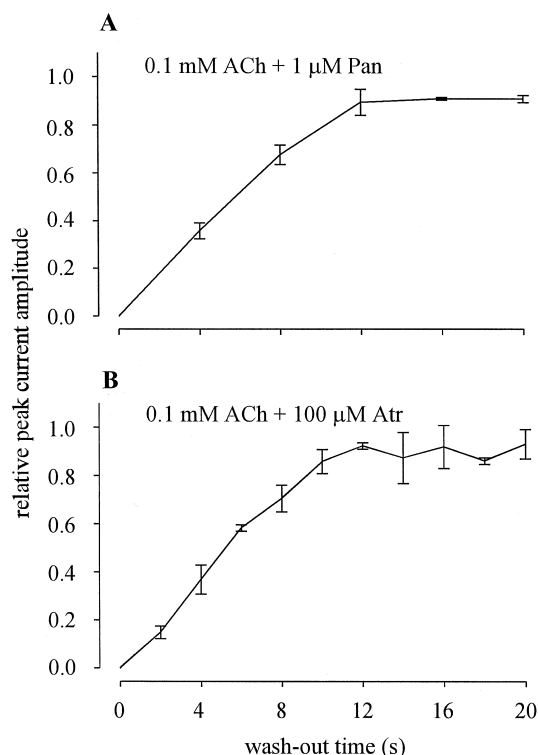 A
0.1 mM ACh + 1 μM Pan
1.0
0.8
0.6
0.4
0.2
0.0
relative peak current amplitude
B
0.1 mM ACh + 100 μM Atr
1.0
0.8
0.6
0.4
0.2
0.0
0 4 8 12 16 20
wash-out time (s)